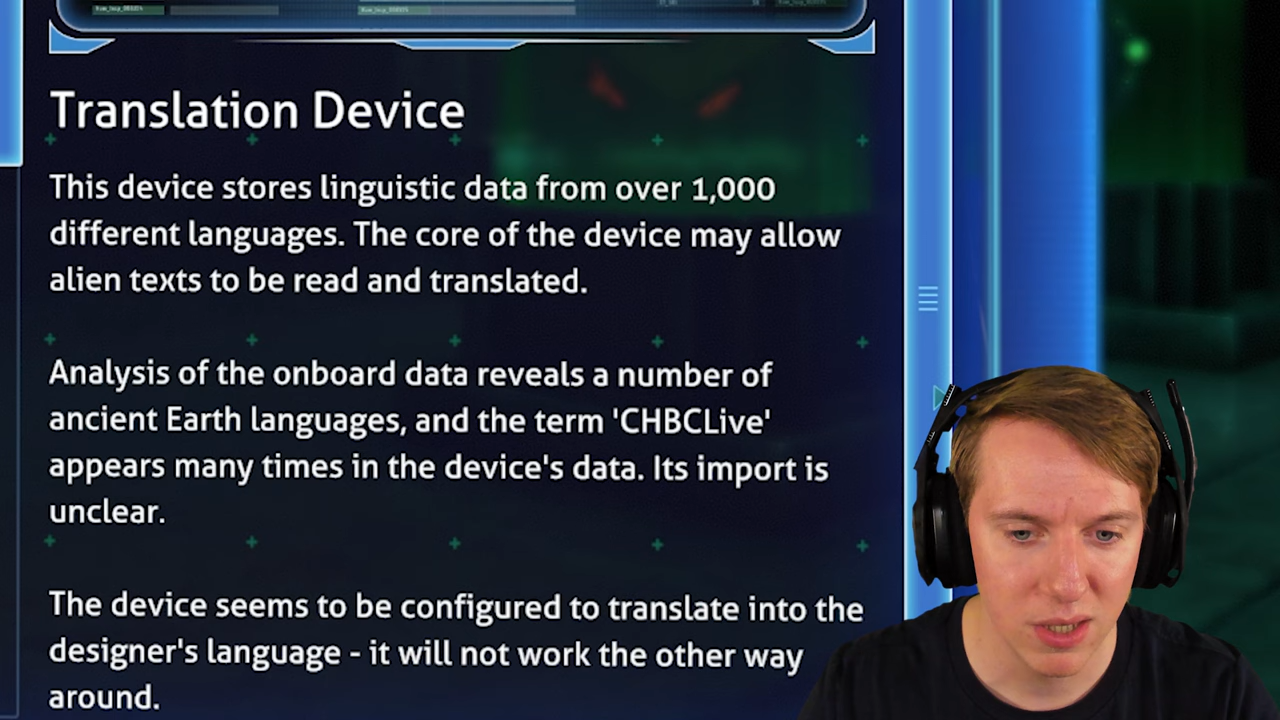 Translation Device
This device stores linguistic data from over 1,000
different languages. The core of the device may allow
alien texts to be read and translated.
Analysis of the onboard data reveals a number of
ancient Earth languages, and the term 'CHBCLive'
appears many times in the device's data. Its import is
unclear.
The device seems to be configured to translate into the
designer's language - it will not work the other way
around.